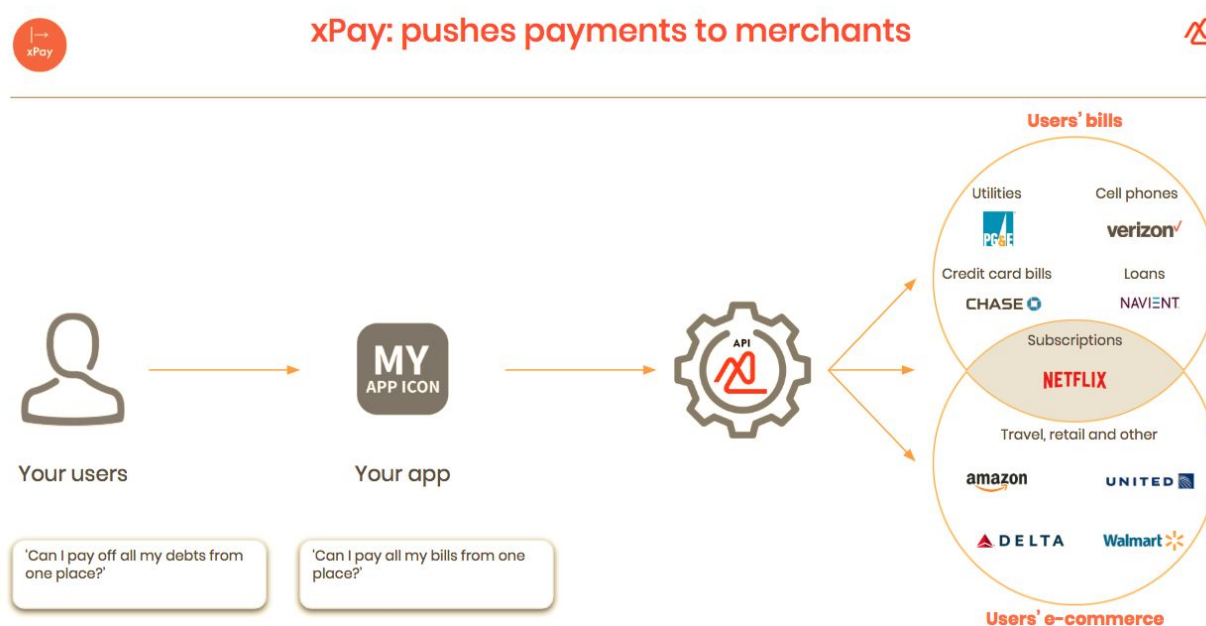 xPay
xPay: pushes payments to merchants
Users' bills
Utilities
Cell phones
PG&E
verizon
Credit card bills
Loans
CHASE
NAVIENT
Subscriptions
NETFLIX
API
MY
APP ICON
Your users
Your app
Travel, retail and other
amazon
UNITED
DELTA
Walmart
'Can I pay off all my debts from
one place?'
'Can I pay all my bills from one
place?'
Users' e-commerce